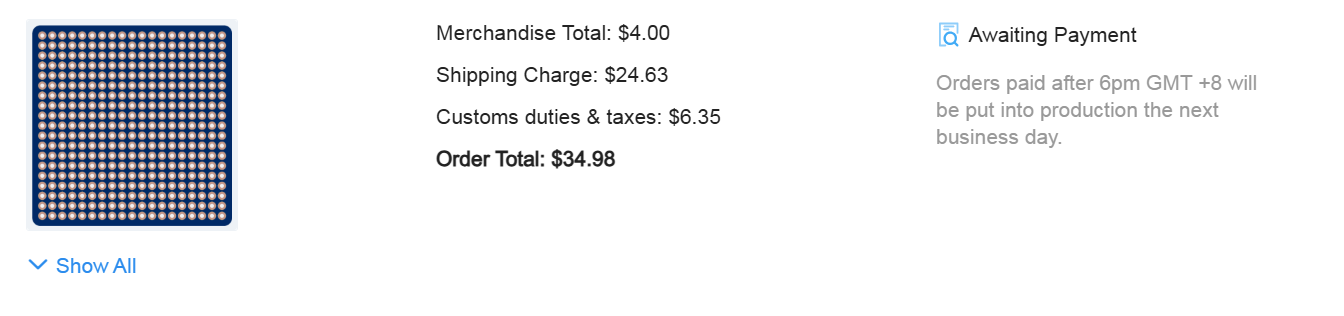 Merchandise Total: $4.00
Shipping Charge: $24.63
Customs duties & taxes: $6.35
Order Total: $34.98
Awaiting Payment
Orders paid after 6pm GMT +8 will
be put into production the next
business day.
Show All